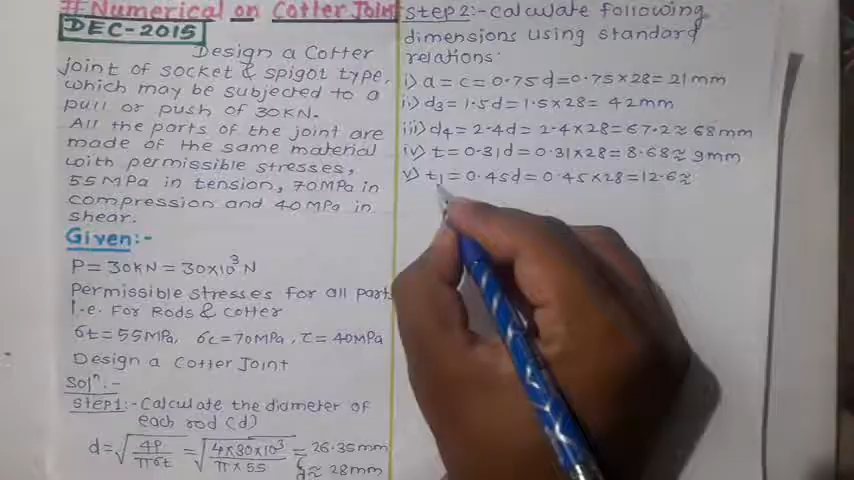 # Numerical on Cotter Joint
DEC-2015
Design a Cotter
joint of socket & spigot type,
which may be subjected to a
pull or push of 30KN.
All the parts of the joint are
made of the same material
with permissible stresses,
55MPa in tension, 70MPa in
compression and 40MPa in
shear.
Given:-
P = 30KN = 30×10³N
Permissible stresses for all part
I.e. For Rods & cotter
σt = 55MPa, σc = 70MPa, τ = 40MPa
Design a Cotter Joint
Solⁿ:-
Step1:- Calculate the diameter of
each rod (d)
d = √(4P/πσt) = √(4×30×10³/π×55) = 26.35mm
d ≈ 28mm
Step2:- Calculate following
dimensions using standard
relations:
i) a = c = 0.75d = 0.75×28 = 21mm
ii) d3 = 1.5d = 1.5×28 = 42mm
iii) d4 = 2.4d = 2.4×28 = 67.2 ≈ 68mm
iv) t = 0.31d = 0.31×28 = 8.68 ≈ 9mm
v) t1 = 0.45d = 0.45×28 = 12.6 ≈